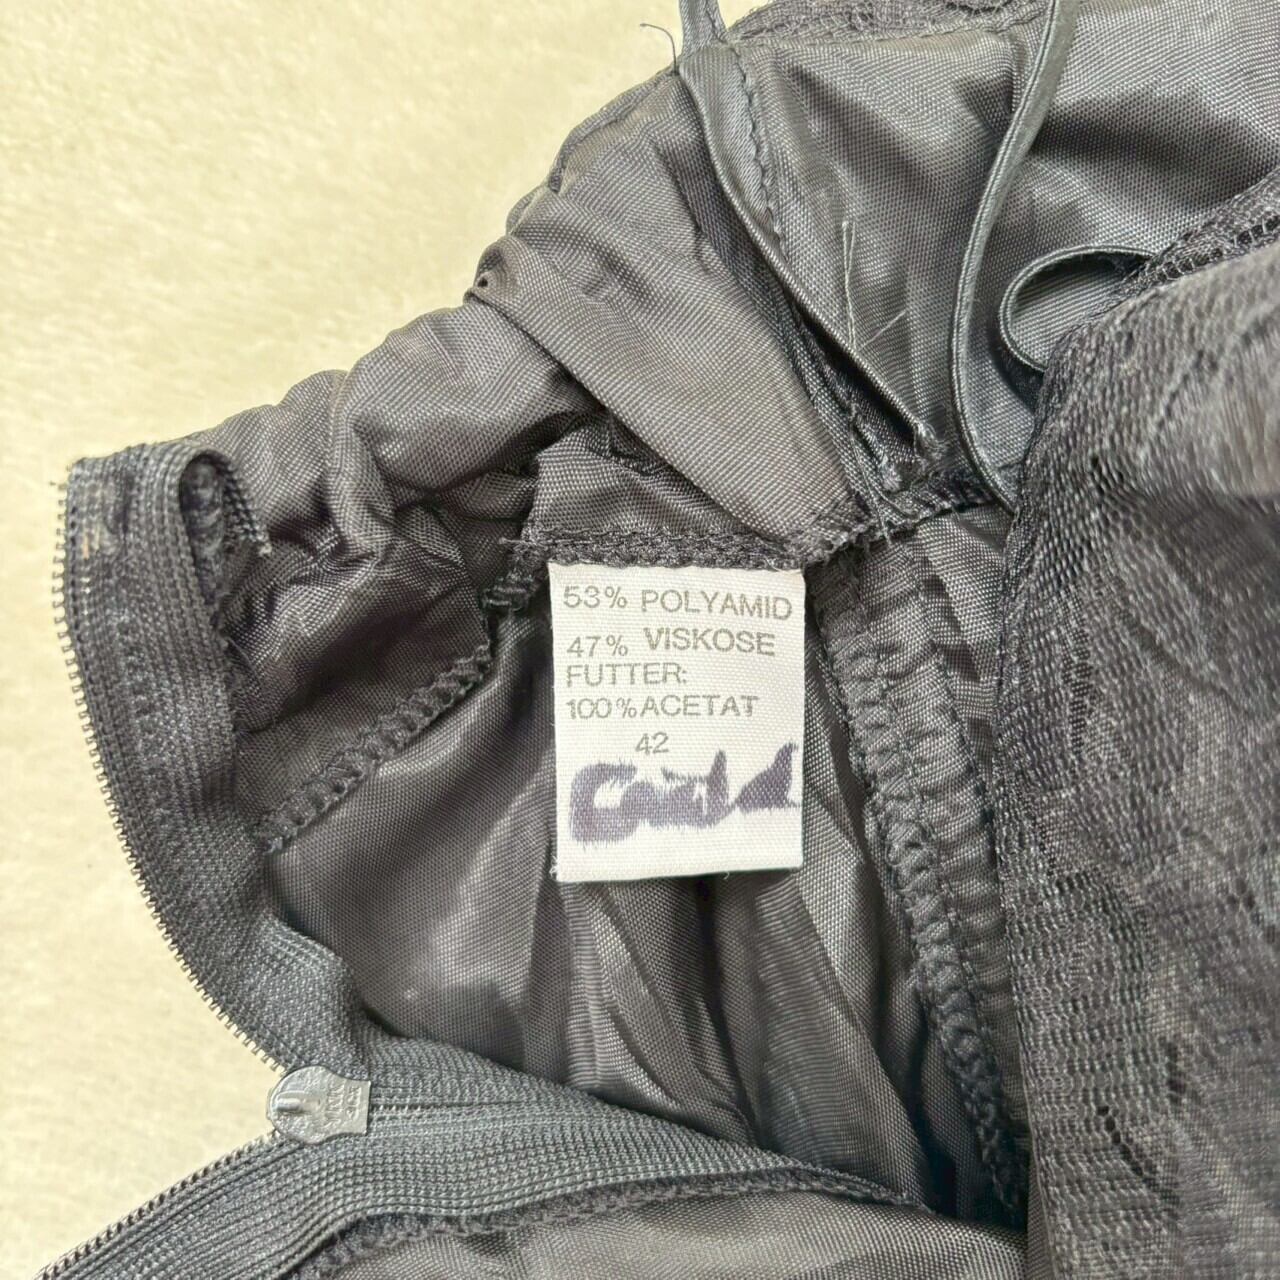 53% POLYAMID
47% VISKOSE
FUTTER:
100% ACETAT
42